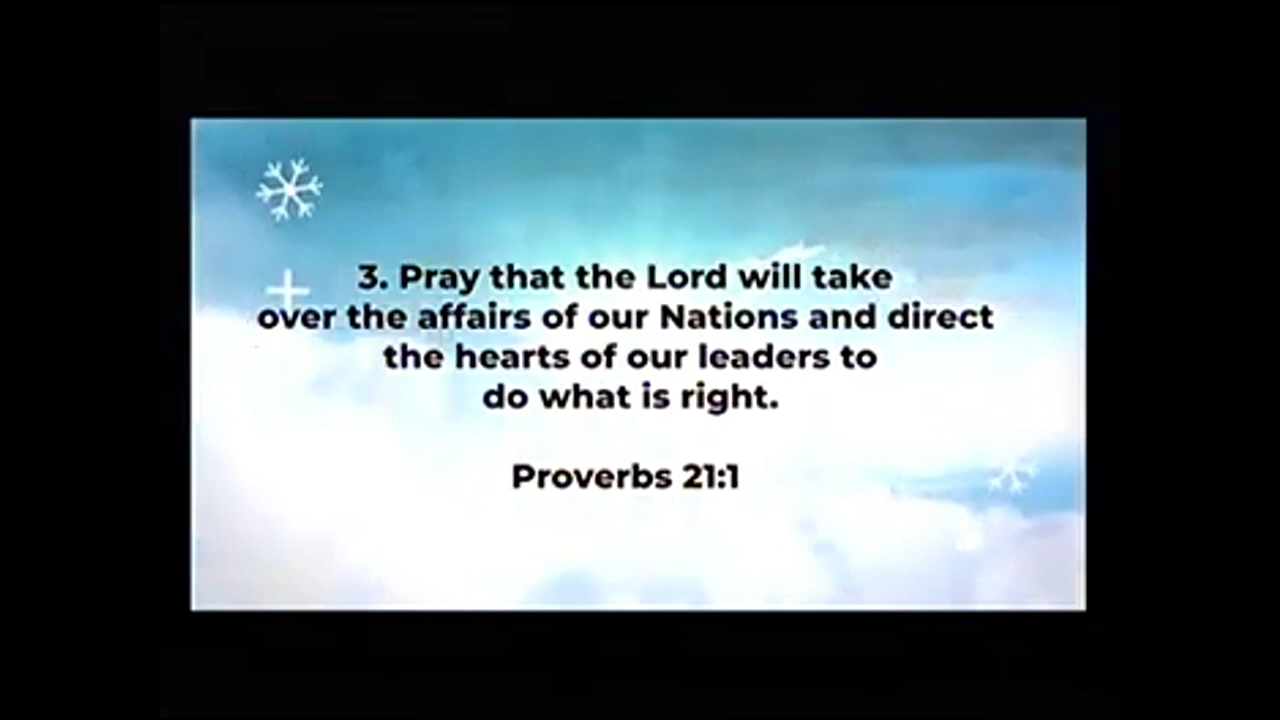 3. Pray that the Lord will take
over the affairs of our Nations and direct
the hearts of our leaders to
do what is right.
Proverbs 21:1